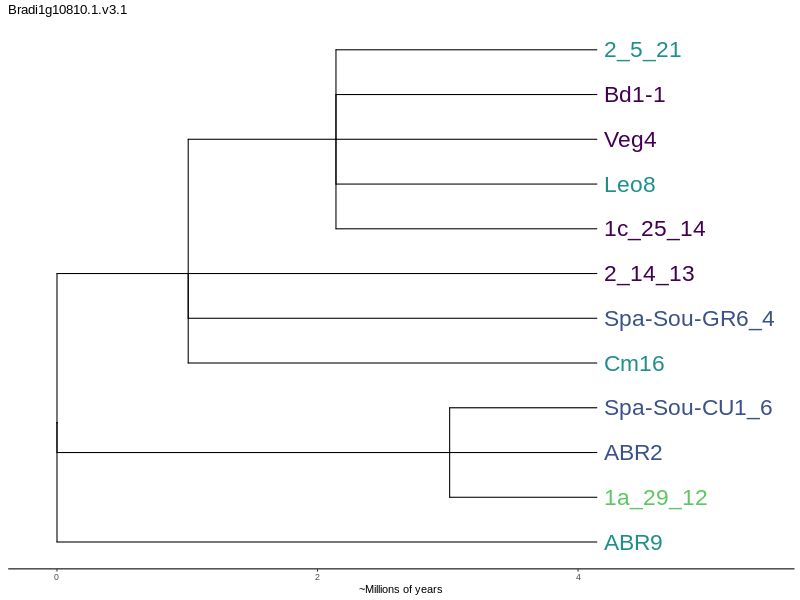 Bradi1g10810.1.v3.1
2_5_21
Bd1-1
Veg4
Leo8
1c_25_14
2_14_13
Spa-Sou-GR6_4
Cm16
Spa-Sou-CU1_6
ABR2
1a_29_12
ABR9
0 2 4
~Millions of years